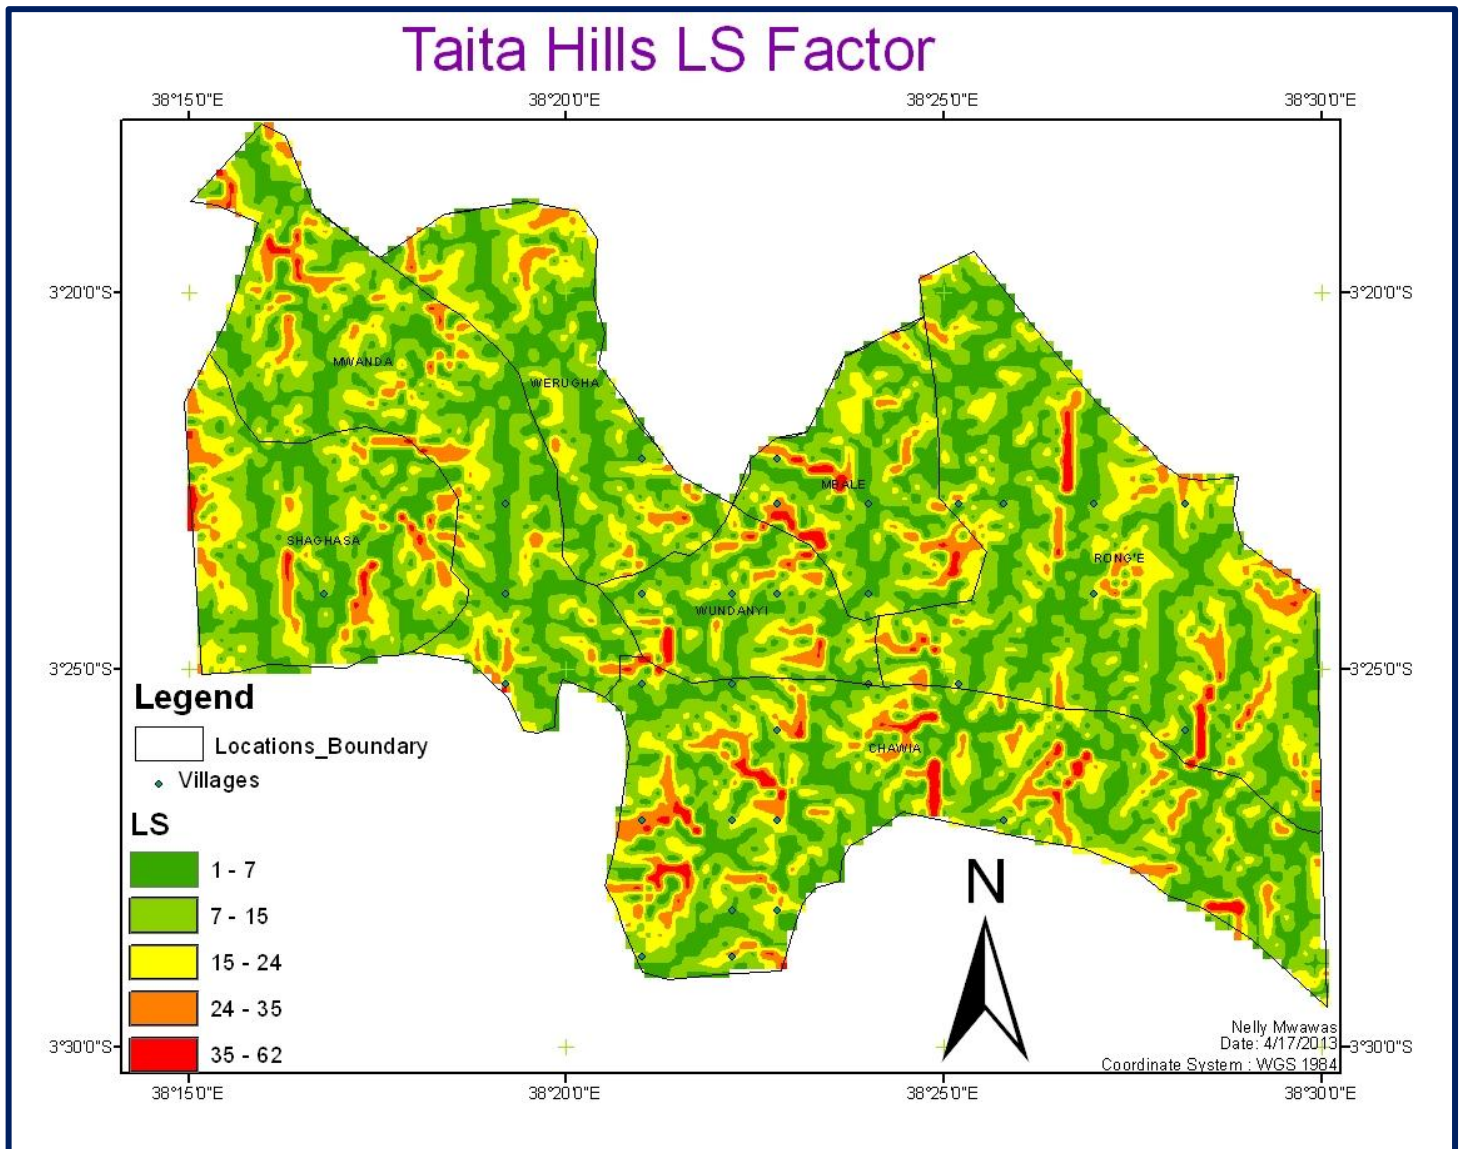 Taita Hills LS Factor
38°15'0"E 38°20'0"E 38°25'0"E 38°30'0"E
3°20'0"S 3°20'0"S
MWANDA
WERUGHA
MBALE
SHAGHASA
RONG'E
WUNDANYI
3°25'0"S 3°25'0"S
CHAWIA
Legend
Locations_Boundary
Villages
LS
1 - 7
7 - 15
15 - 24
24 - 35
35 - 62
N
Nelly Mwawas
Date: 4/17/2013
Coordinate System : WGS 1984
3°30'0"S 3°30'0"S
38°15'0"E 38°20'0"E 38°25'0"E 38°30'0"E